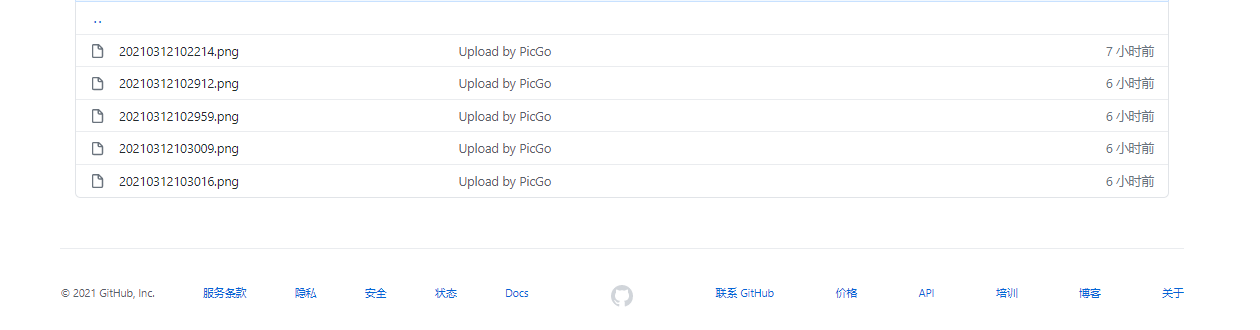 ..
20210312102214.png Upload by PicGo 7 小时前
20210312102912.png Upload by PicGo 6 小时前
20210312102959.png Upload by PicGo 6 小时前
20210312103009.png Upload by PicGo 6 小时前
20210312103016.png Upload by PicGo 6 小时前
© 2021 GitHub, Inc. 服务条款 隐私 安全 状态 Docs 联系 GitHub 价格 API 培训 博客 关于